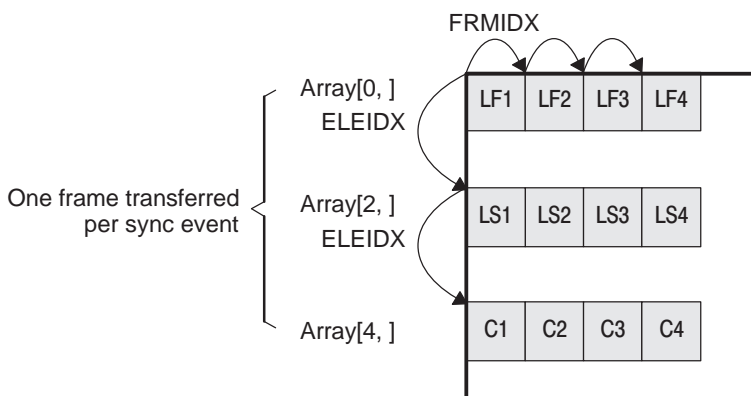 FRMIDX
Array[0, ]
LF1 LF2 LF3 LF4
ELEIDX
One frame transferred
per sync event
Array[2, ]
LS1 LS2 LS3 LS4
ELEIDX
Array[4, ]
C1 C2 C3 C4